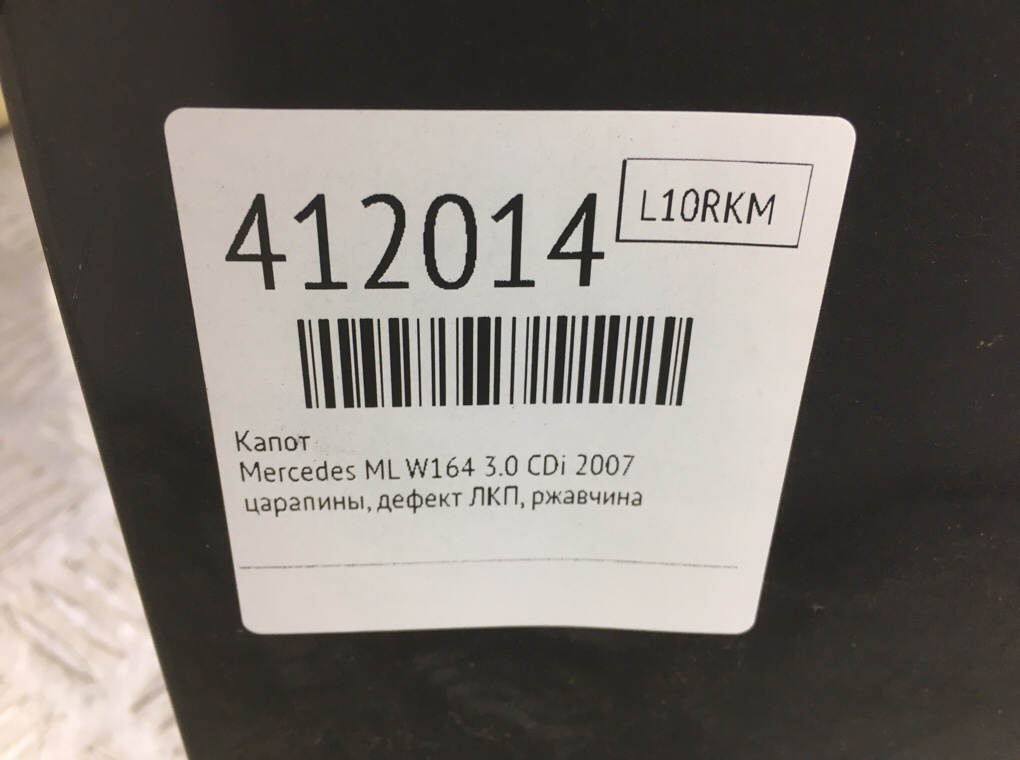 412014
L10RKM
Капот
Mercedes ML W164 3.0 CDi 2007
царапины, дефект ЛКП, ржавчина